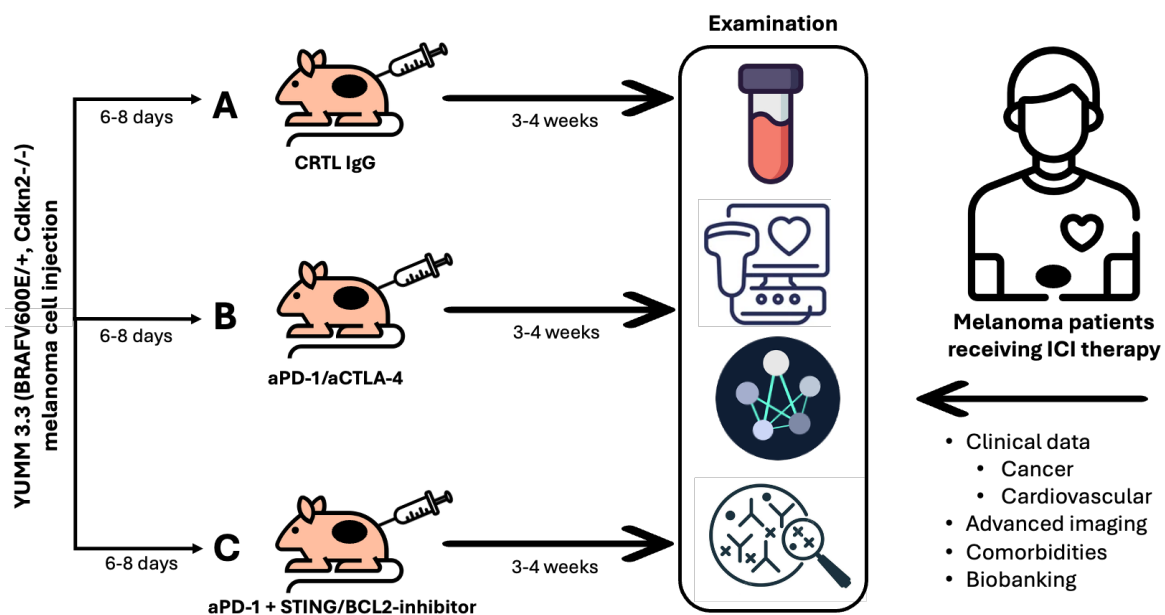 Examination
YUMM 3.3 (BRAFV600E/+, Cdkn2-/-)
melanoma cell injection
6-8 days
A
CRTL IgG
3-4 weeks
6-8 days
B
aPD-1/aCTLA-4
3-4 weeks
6-8 days
C
aPD-1 + STING/BCL2-inhibitor
3-4 weeks
Melanoma patients
receiving ICI therapy
• Clinical data
• Cancer
• Cardiovascular
• Advanced imaging
• Comorbidities
• Biobanking